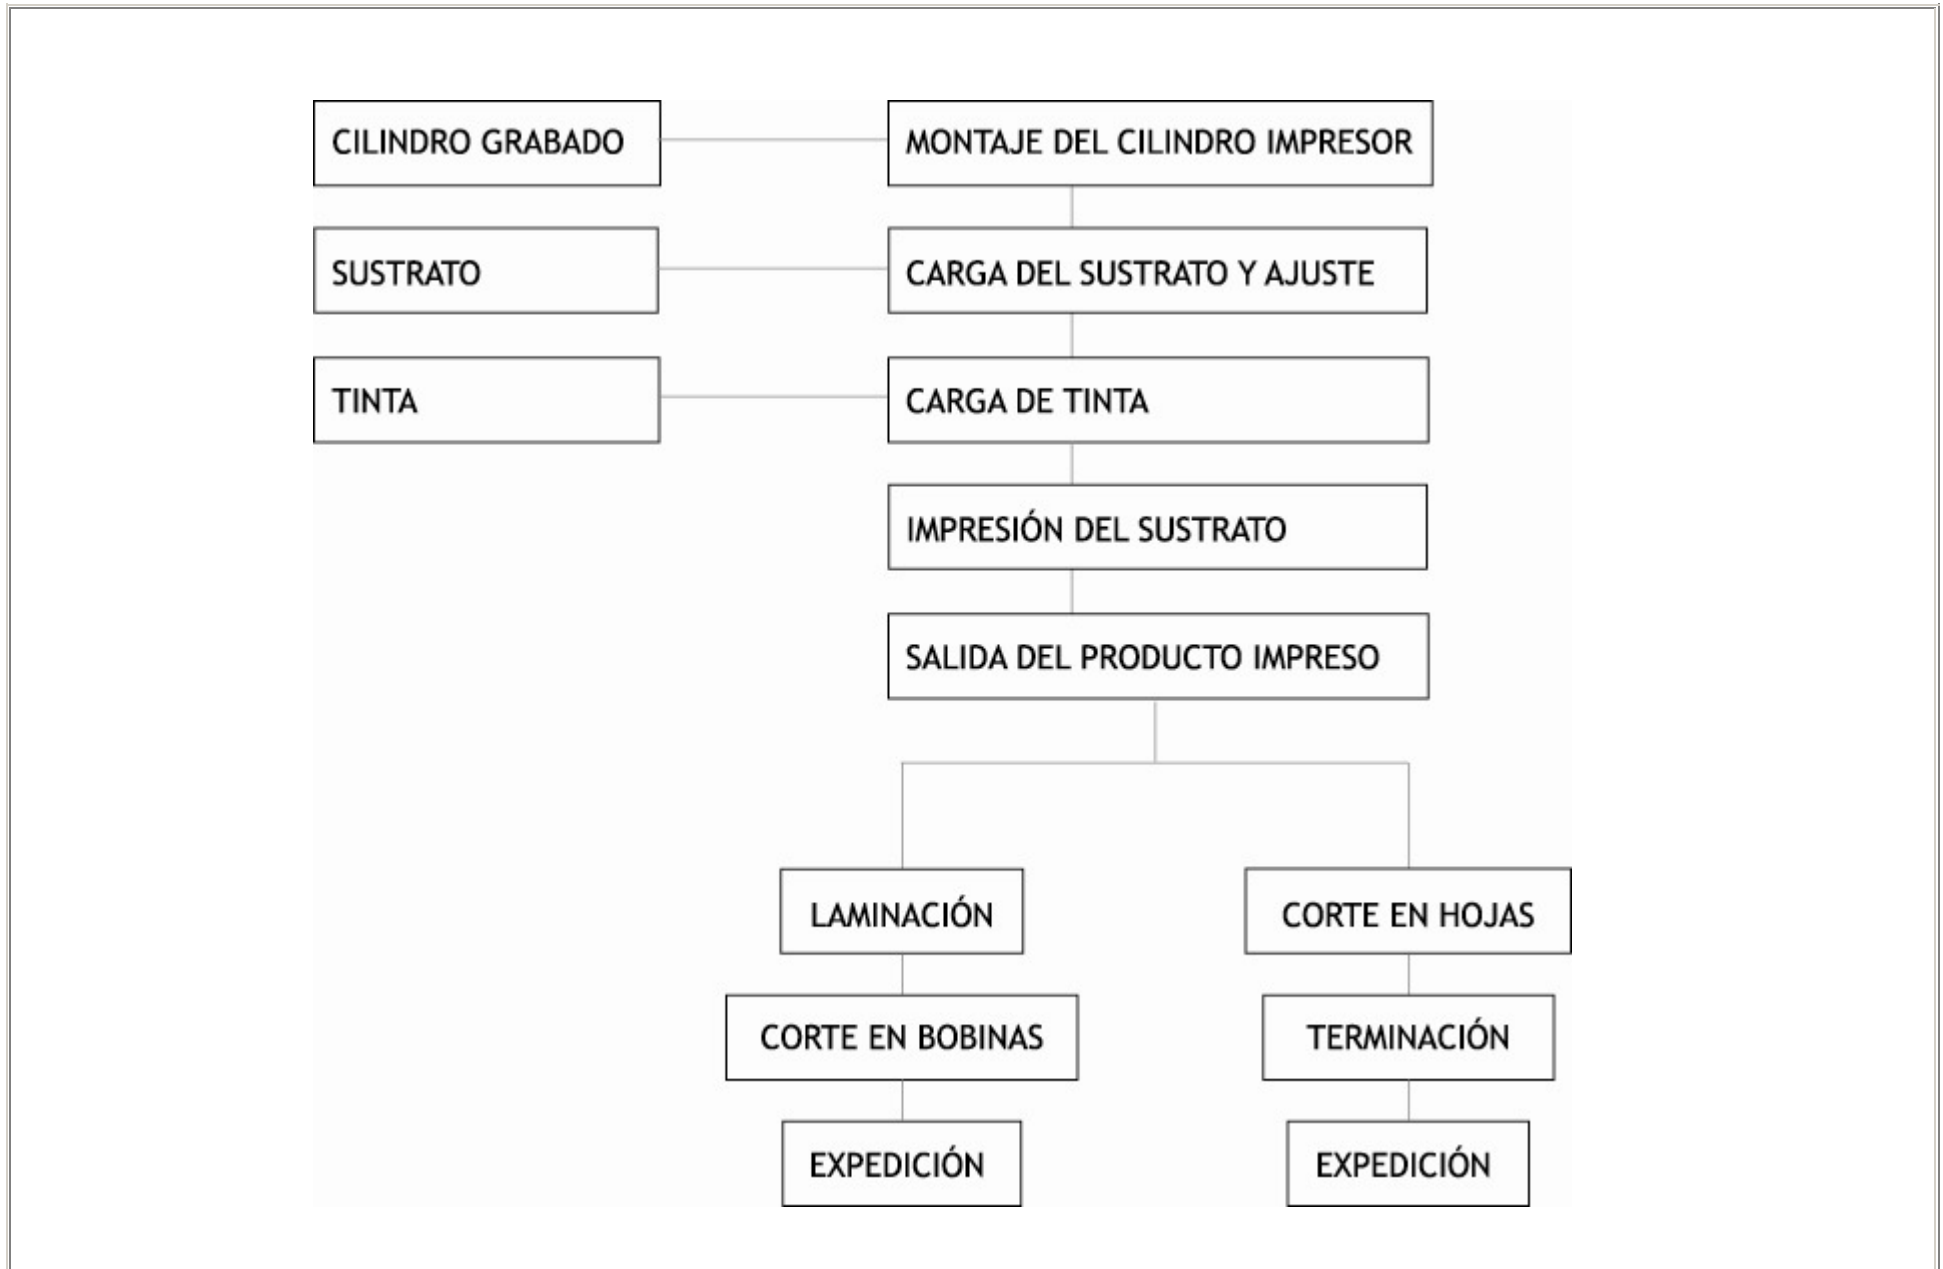 CILINDRO GRABADO
MONTAJE DEL CILINDRO IMPRESOR
SUSTRATO
CARGA DEL SUSTRATO Y AJUSTE
TINTA
CARGA DE TINTA
IMPRESIÓN DEL SUSTRATO
SALIDA DEL PRODUCTO IMPRESO
LAMINACIÓN
CORTE EN HOJAS
CORTE EN BOBINAS
TERMINACIÓN
EXPEDICIÓN
EXPEDICIÓN